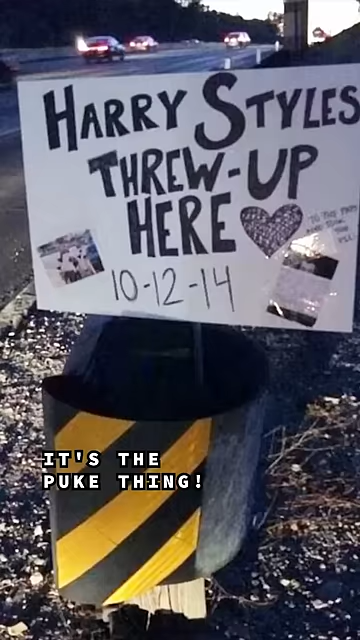 HARRY STYLES
THREW-UP
HERE
10-12-14
IT'S THE
PUKE THING!